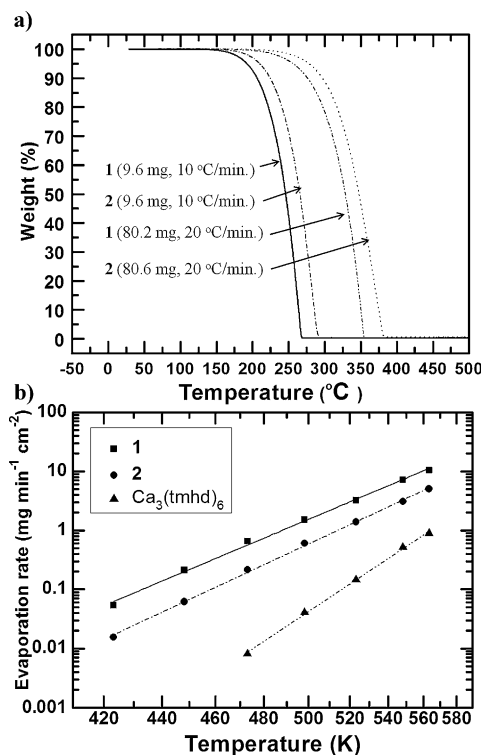 a)
100
90
80
70
60
50
40
30
20
10
0
Weight (%)
1 (9.6 mg, 10 °C/min.)
2 (9.6 mg, 10 °C/min.)
1 (80.2 mg, 20 °C/min.)
2 (80.6 mg, 20 °C/min.)
-50 0 50 100 150 200 250 300 350 400 450 500
Temperature (°C)
b)
100
10
1
0.1
0.01
0.001
Evaporation rate (mg min⁻¹ cm⁻²)
1
2
Ca₃(tmhd)₆
420 440 460 480 500 520 540 560 580
Temperature (K)